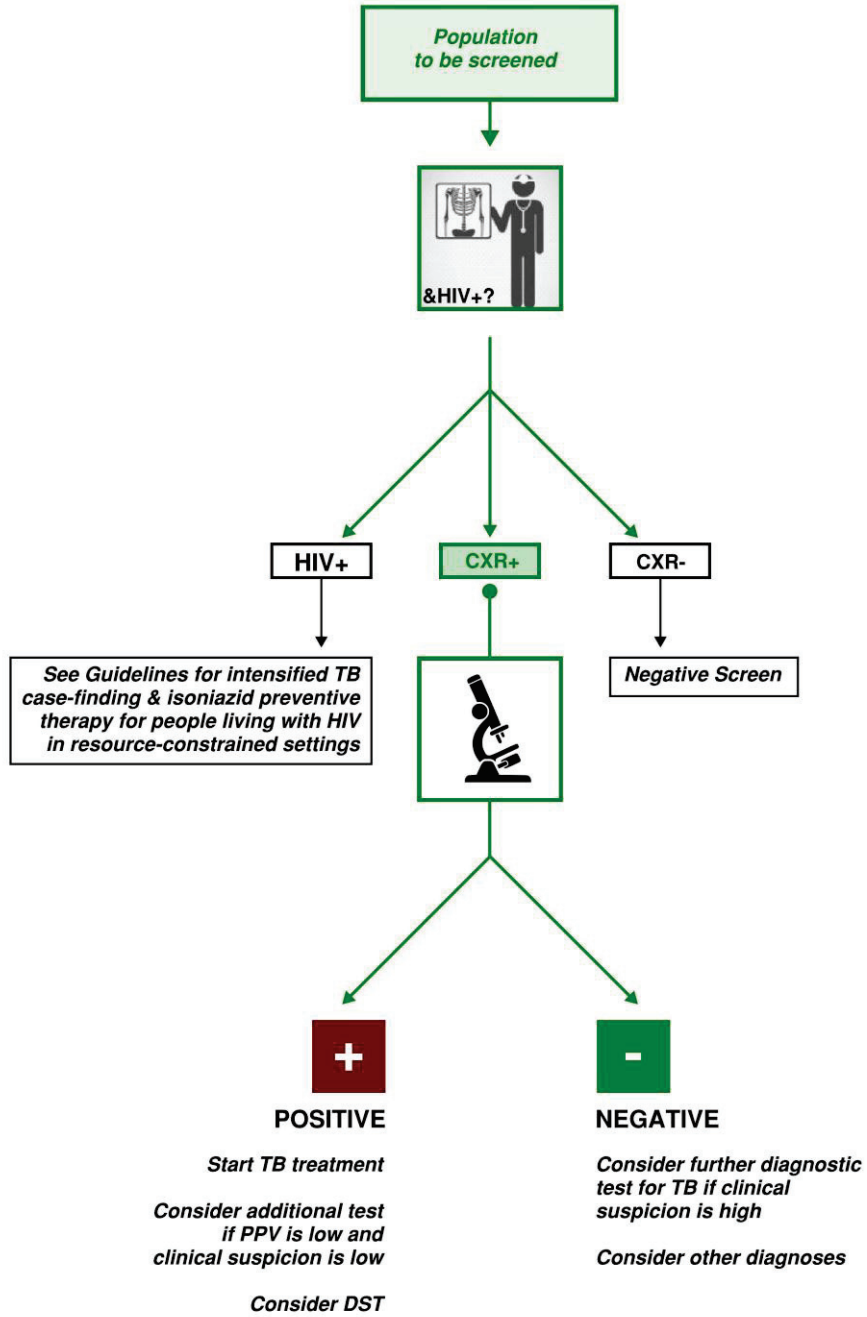 Population
to be screened
&HIV+?
HIV+
CXR+
CXR-
See Guidelines for intensified TB
case-finding & isoniazid preventive
therapy for people living with HIV
in resource-constrained settings
Negative Screen
+
-
POSITIVE
NEGATIVE
Start TB treatment
Consider additional test
if PPV is low and
clinical suspicion is low
Consider DST
Consider further diagnostic
test for TB if clinical
suspicion is high
Consider other diagnoses